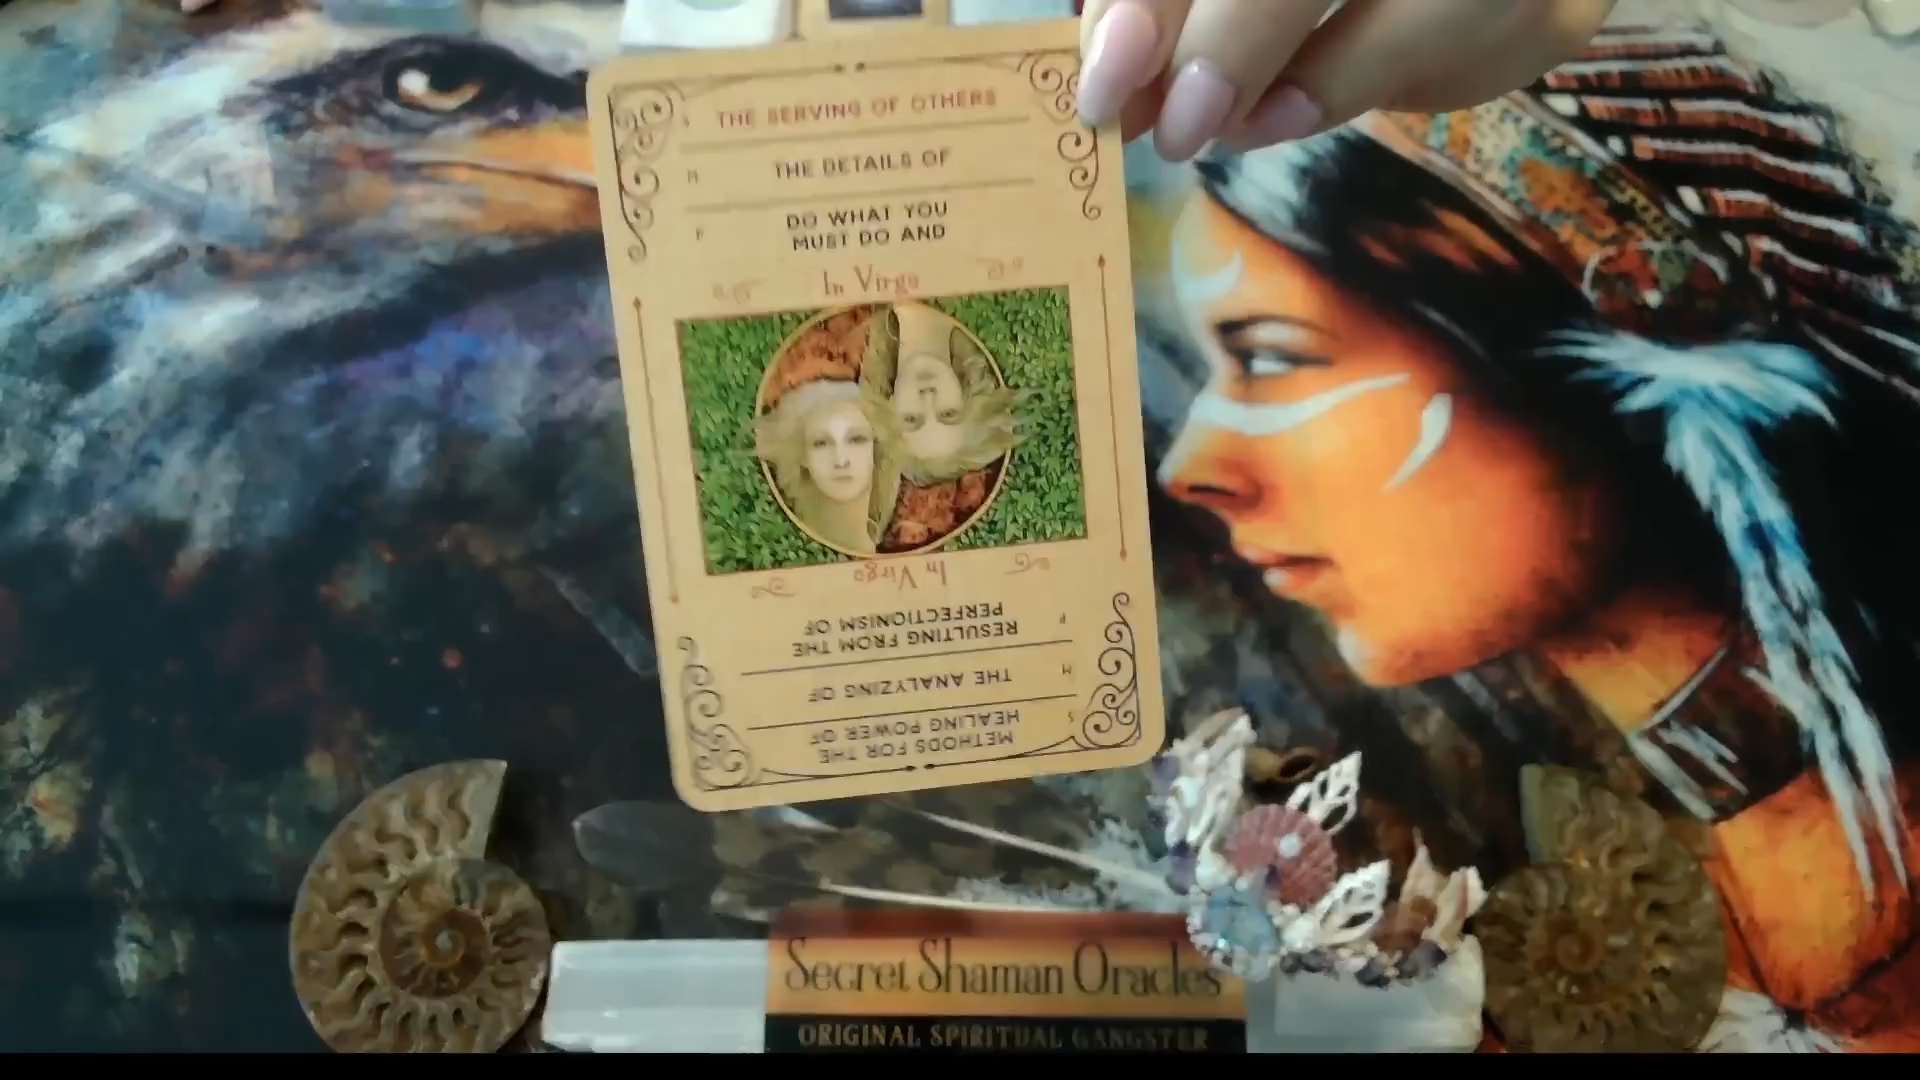 S THE SERVING OF OTHERS
M THE DETAILS OF
P DO WHAT YOU
MUST DO AND
In Virgo
In Virgo
P RESULTING FROM THE
PERFECTIONISM OF
M THE ANALYZING OF
S METHODS FOR THE
HEALING POWER OF
Secret Shaman Oracles
ORIGINAL SPIRITUAL GANGSTER